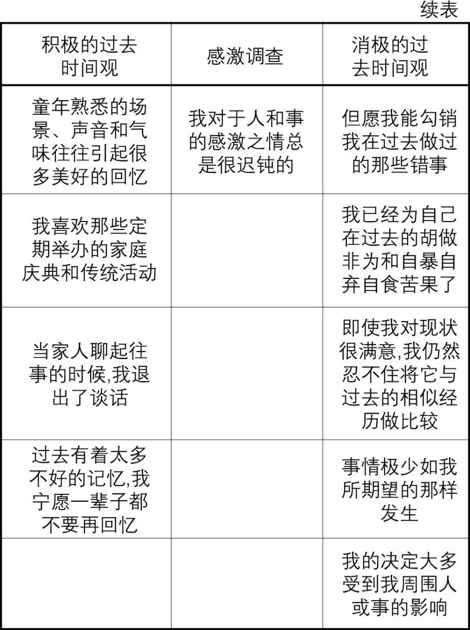 续表
积极的过去
时间观
感激调查
消极的过
去时间观
童年熟悉的场
景、声音和气
味往往引起很
多美好的回忆
我对于人和事
的感激之情总
是很迟钝的
但愿我能勾销
我在过去做过
的那些错事
我喜欢那些定
期举办的家庭
庆典和传统活动
我已经为自己
在过去的胡做
非为和自暴自
弃自食苦果了
当家人聊起往
事的时候,我退
出了谈话
即使我对现状
很满意,我仍然
忍不住将它与
过去的相似经
历做比较
过去有着太多
不好的记忆,我
宁愿一辈子都
不要再回忆
事情极少如我
所期望的那样
发生
我的决定大多
受到我周围人
或事的影响